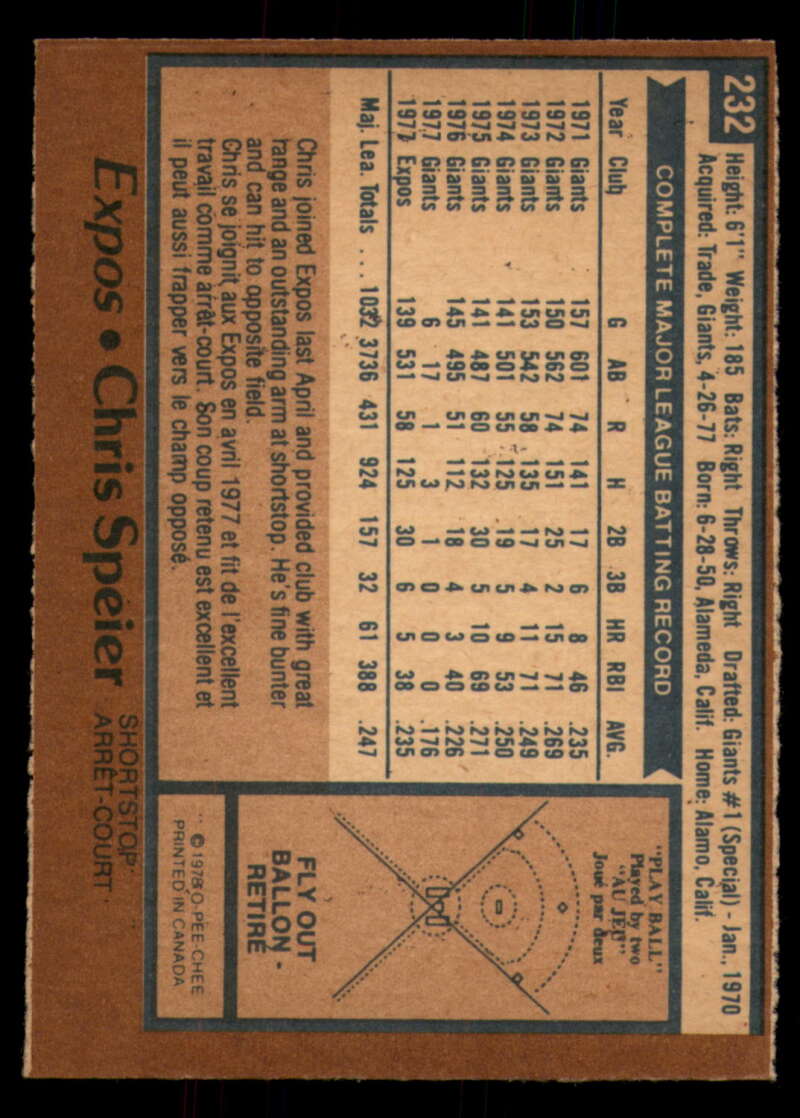 232
Height: 6'1" Weight: 185 Bats: Right Throws: Right Drafted: Giants #1 (Special) - Jan., 1970
Acquired: Trade, Giants, 4-26-77 Born: 6-28-50, Alameda, Calif. Home: Alamo, Calif.
COMPLETE MAJOR LEAGUE BATTING RECORD
Year Club G AB R H 2B 3B HR RBI AVG.
1971 Giants 157 601 74 141 17 6 8 46 .235
1972 Giants 150 562 74 151 25 2 15 71 .269
1973 Giants 153 542 58 135 17 4 11 71 .249
1974 Giants 141 501 55 125 19 5 9 53 .250
1975 Giants 141 487 60 132 30 5 10 69 .271
1976 Giants 145 495 51 112 18 4 3 40 .226
1977 Giants 6 17 1 3 1 0 0 0 .176
1977 Expos 139 531 58 125 30 6 5 38 .235
Maj. Lea. Totals ... 1032 3736 431 924 157 32 61 388 .247
Chris joined Expos last April and provided club with great
range and an outstanding arm at shortstop. He's fine bunter
and can hit to opposite field.
Chris se joignit aux Expos en avril 1977 et fit de l'excellent
travail comme arrêt-court. Son coup retenu est excellent et
il peut aussi frapper vers le champ opposé.
"PLAY BALL"
Played by two
"AU JEU"
Joué par deux
FLY OUT
BALLON -
RETIRÉ
© 1978 O-PEE-CHEE
PRINTED IN CANADA
Expos • Chris Speier
SHORTSTOP
ARRÊT-COURT